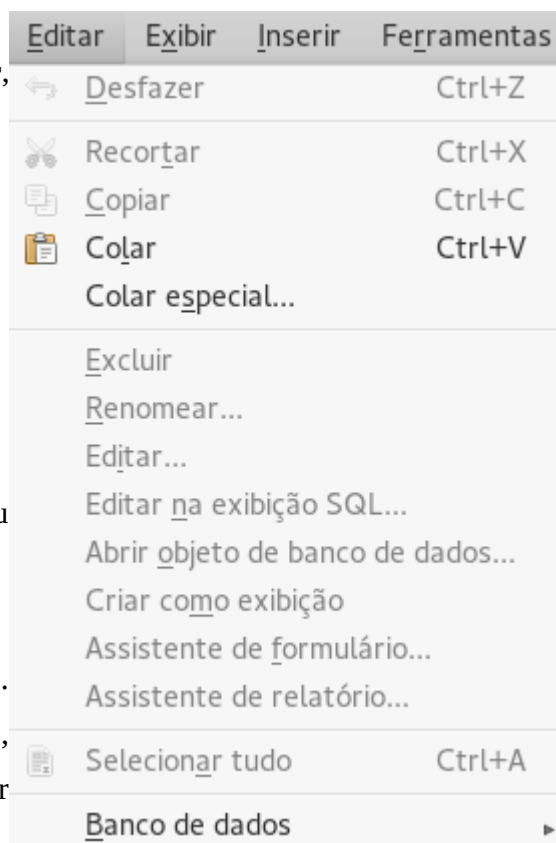 Editar Exibir Inserir Ferramentas
Desfazer Ctrl+Z
Recortar Ctrl+X
Copiar Ctrl+C
Colar Ctrl+V
Colar especial...
Excluir
Renomear...
Editar...
Editar na exibição SQL...
Abrir objeto de banco de dados...
Criar como exibição
Assistente de formulário...
Assistente de relatório...
Selecionar tudo Ctrl+A
Banco de dados